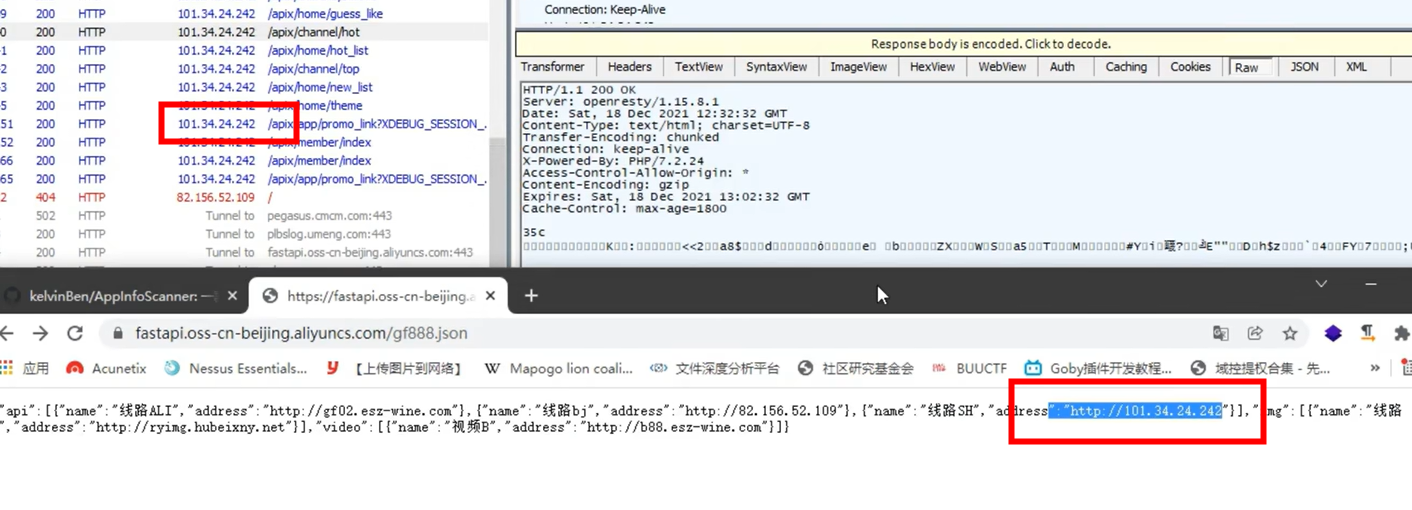 9 200 HTTP 101.34.24.242 /apix/home/guess_like
0 200 HTTP 101.34.24.242 /apix/channel/hot
-1 200 HTTP 101.34.24.242 /apix/home/hot_list
-2 200 HTTP 101.34.24.242 /apix/channel/top
-3 200 HTTP 101.34.24.242 /apix/home/new_list
-5 200 HTTP 101.34.24.242 /apix/home/theme
51 200 HTTP 101.34.24.242 /apix/app/promo_link?XDEBUG_SESSION_.
52 200 HTTP 101.34.24.242 /apix/member/index
66 200 HTTP 101.34.24.242 /apix/member/index
65 200 HTTP 101.34.24.242 /apix/app/promo_link?XDEBUG_SESSION_.
2 404 HTTP 82.156.52.109 /
502 HTTP Tunnel to pegasus.cmcm.com:443
200 HTTP Tunnel to plbslog.umeng.com:443
200 HTTP Tunnel to fastapi.oss-cn-beijing.aliyuncs.com:443
Connection: Keep-Alive
Response body is encoded. Click to decode.
Transformer Headers TextView SyntaxView ImageView HexView WebView Auth Caching Cookies Raw JSON XML
HTTP/1.1 200 OK
Server: openresty/1.15.8.1
Date: Sat, 18 Dec 2021 12:32:32 GMT
Content-Type: text/html; charset=UTF-8
Transfer-Encoding: chunked
Connection: keep-alive
X-Powered-By: PHP/7.2.24
Access-Control-Allow-Origin: *
Content-Encoding: gzip
Expires: Sat, 18 Dec 2021 13:02:32 GMT
Cache-Control: max-age=1800
35c
kelvinBen/AppInfoScanner: 一 https://fastapi.oss-cn-beijing.a
fastapi.oss-cn-beijing.aliyuncs.com/gf888.json
应用 Acunetix Nessus Essentials... 【上传图片到网络】 Mapogo lion coali... 文件深度分析平台 社区研究基金会 BUUCTF Goby插件开发教程... 域控提权合集 - 先... »
"api":[{"name":"线路ALI","address":"http://gf02.esz-wine.com"},{"name":"线路bj","address":"http://82.156.52.109"},{"name":"线路SH","address":"http://101.34.24.242"}],"img":[{"name":"线路
","address":"http://ryimg.hubeixny.net"}],"video":[{"name":"视频B","address":"http://b88.esz-wine.com"}]}